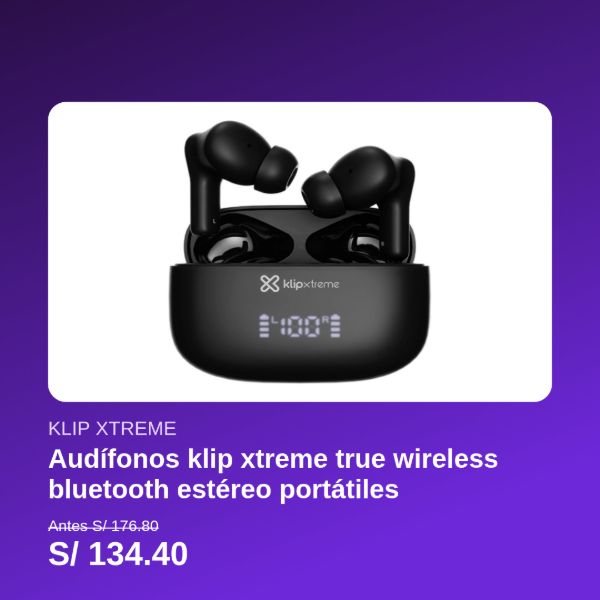 L
klipxtreme
L 100 R
KLIP XTREME
Audífonos klip xtreme true wireless
bluetooth estéreo portátiles
Antes S/ 176.80
S/ 134.40